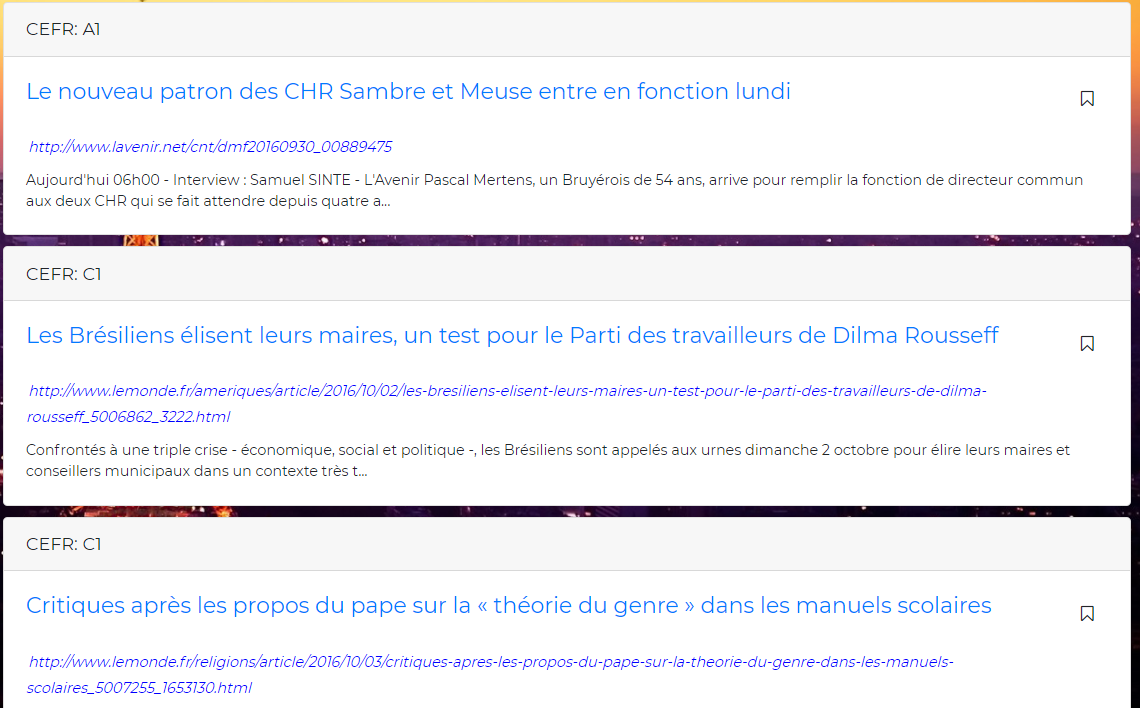 CEFR: A1
Le nouveau patron des CHR Sambre et Meuse entre en fonction lundi
http://www.lavenir.net/cnt/dmf20160930_00889475
Aujourd'hui 06h00 - Interview : Samuel SINTE - L'Avenir Pascal Mertens, un Bruyérois de 54 ans, arrive pour remplir la fonction de directeur commun
aux deux CHR qui se fait attendre depuis quatre a...
CEFR: C1
Les Brésiliens élisent leurs maires, un test pour le Parti des travailleurs de Dilma Rousseff
http://www.lemonde.fr/ameriques/article/2016/10/02/les-bresiliens-elisent-leurs-maires-un-test-pour-le-parti-des-travailleurs-de-dilma-
rousseff_5006862_3222.html
Confrontés à une triple crise - économique, social et politique -, les Brésiliens sont appelés aux urnes dimanche 2 octobre pour élire leurs maires et
conseillers municipaux dans un contexte très t...
CEFR: C1
Critiques après les propos du pape sur la « théorie du genre » dans les manuels scolaires
http://www.lemonde.fr/religions/article/2016/10/03/critiques-apres-les-propos-du-pape-sur-la-theorie-du-genre-dans-les-manuels-
scolaires_5007255_1653130.html